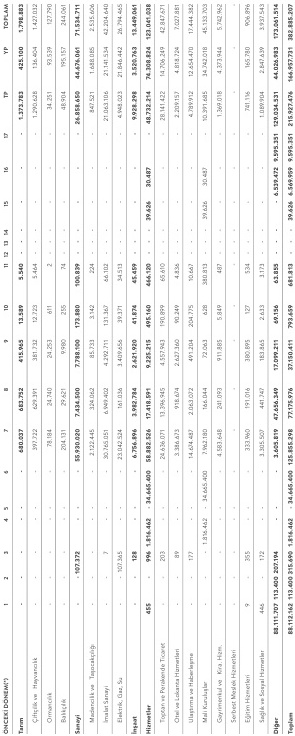 ÖNCEKİ DÖNEM(*) 1 2 3 4 5 6 7 8 9 10 11 12 13 14 15 16 17 TP YP TOPLAM
Tarım - - - - - - 680.037 683.752 415.965 13.589 5.540 - - - - - - 1.373.783 425.100 1.798.883
Çiftçilik ve Hayvancılık - - - - - - 397.722 629.391 381.732 12.723 5.464 - - - - - - 1.290.628 136.404 1.427.032
Ormancılık - - - - - - 78.184 24.740 24.253 611 2 - - - - - - 34.251 93.539 127.790
Balıkçılık - - - - - - 204.131 29.621 9.980 255 74 - - - - - - 48.904 195.157 244.061
Sanayi - - 107.372 - - - 55.930.020 7.434.500 7.788.100 173.880 100.839 - - - - - - 26.858.650 44.676.061 71.534.711
Madencilik ve Taşocakçılığı - - - - - - 2.122.445 324.062 85.733 3.142 224 - - - - - - 847.521 1.688.085 2.535.606
İmalat Sanayi - - 7 - - - 30.765.051 6.949.402 4.292.711 131.367 66.102 - - - - - - 21.063.106 21.141.534 42.204.640
Elektrik, Gaz, Su - - 107.365 - - - 23.042.524 161.036 3.409.656 39.371 34.513 - - - - - - 4.948.023 21.846.442 26.794.465
İnşaat - - 128 - - - 6.756.896 3.982.784 2.621.920 41.874 45.459 - - - - - - 9.928.298 3.520.763 13.449.061
Hizmetler 455 - 996 1.816.462 - 34.665.400 58.882.526 17.418.591 9.225.215 495.160 466.120 - - - 39.626 30.487 - 48.732.214 74.308.824 123.041.038
Toptan ve Perakende Ticaret - - 203 - - - 24.636.071 13.396.945 4.557.943 190.899 65.610 - - - - - - 28.141.422 14.706.249 42.847.671
Otel ve Lokanta Hizmetleri - - 89 - - - 3.386.673 918.674 2.627.360 90.249 4.836 - - - - - - 2.209.157 4.818.724 7.027.881
Ulaştırma ve Haberleşme - - 177 - - - 14.624.487 2.063.072 491.204 204.775 10.667 - - - - - - 4.789.912 12.654.470 17.444.382
Mali Kuruluşlar - - - 1.816.462 - 34.665.400 7.962.180 166.044 72.063 628 380.813 - - - 39.626 30.487 - 10.391.685 34.742.018 45.133.703
Gayrimenkul ve Kira. Hizm. - - - - - - 4.583.648 241.093 911.885 5.849 487 - - - - - - 1.369.018 4.373.944 5.742.962
Serbest Meslek Hizmetleri - - - - - - - - - - - - - - - - - - - -
Eğitim Hizmetleri 9 - 355 - - - 333.960 191.016 380.895 127 534 - - - - - - 741.116 165.780 906.896
Sağlık ve Sosyal Hizmetler 446 - 172 - - - 3.305.507 441.747 183.865 2.633 3.173 - - - - - - 1.089.904 2.847.639 3.937.543
Diğer 88.111.707 113.400 207.194 - - - 3.605.819 47.656.349 17.099.211 69.156 63.855 - - - - 6.539.472 9.595.351 129.034.531 44.026.983 173.061.514
Toplam 88.112.162 113.400 315.690 1.816.462 - 34.665.400 125.855.298 77.175.976 37.150.411 793.659 681.813 - - - 39.626 6.569.959 9.595.351 215.927.476 166.957.731 382.885.207